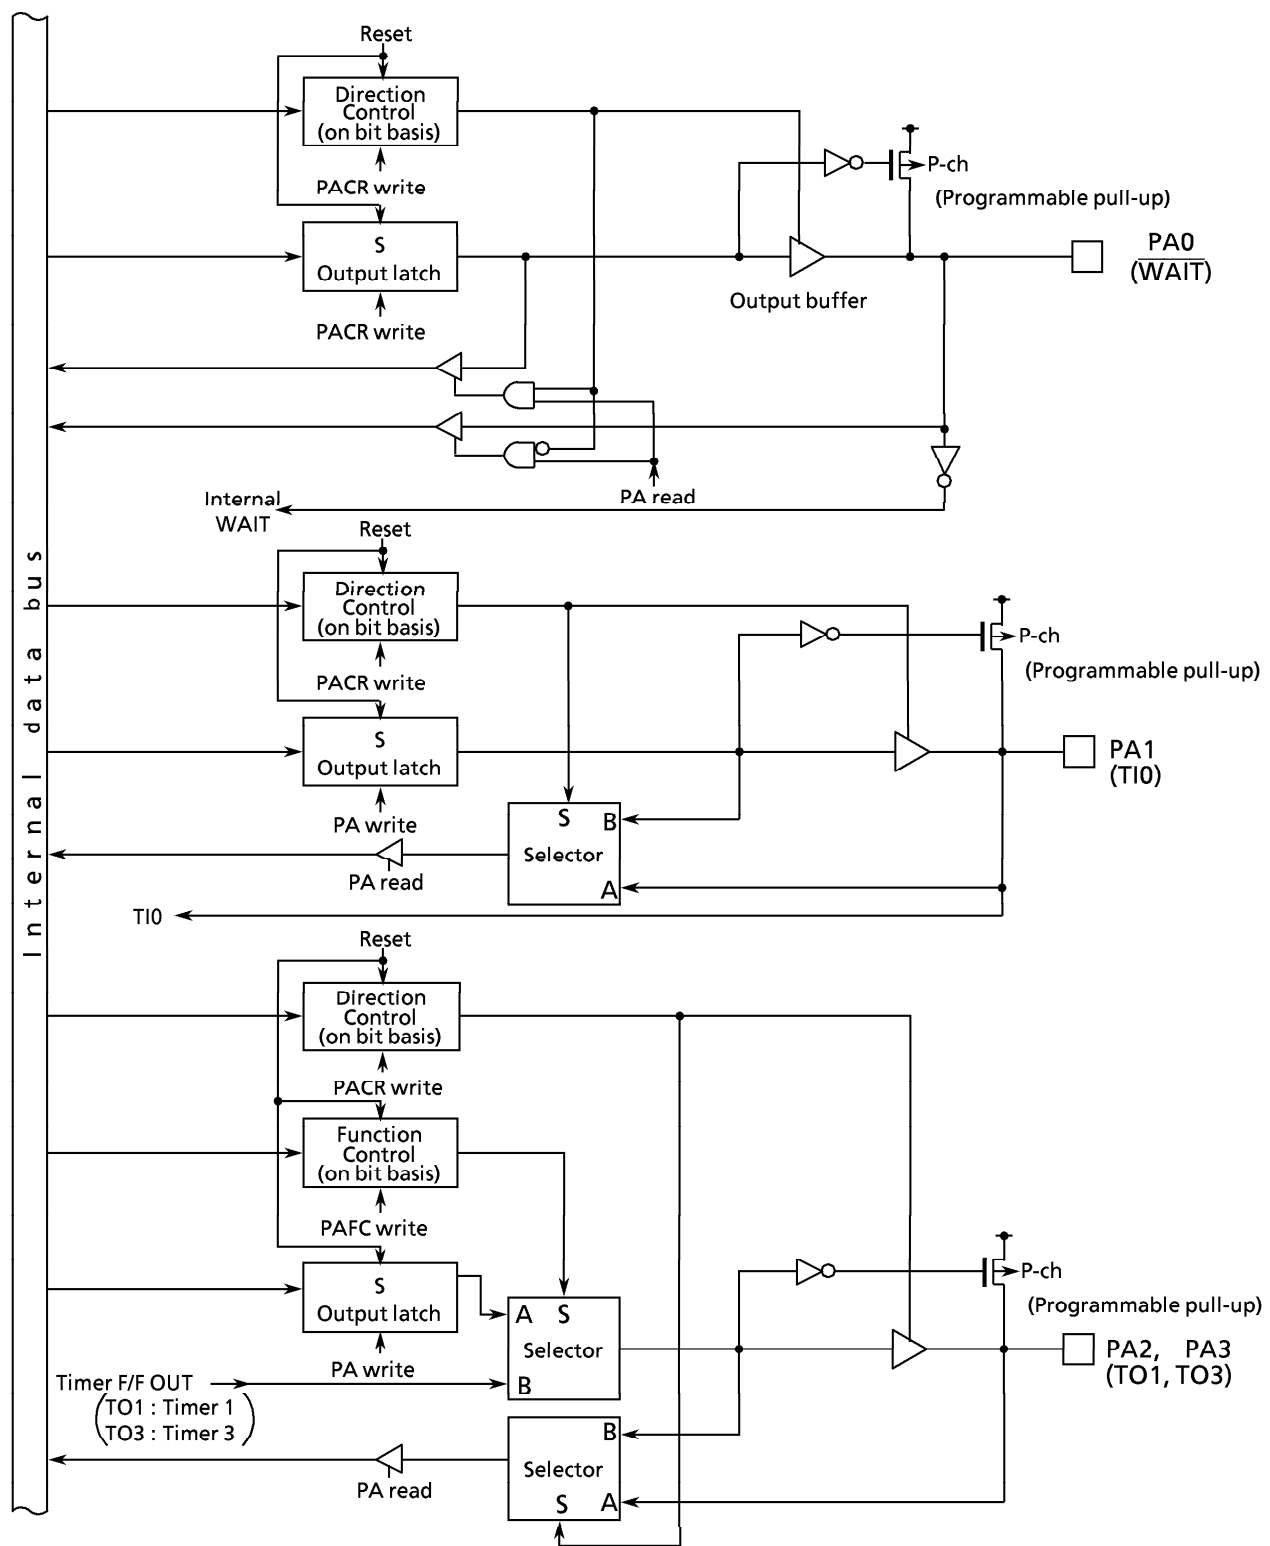 Reset
Direction
Control
(on bit basis)
P-ch
PACR write
(Programmable pull-up)
S
Output latch
PA0
(WAIT)
Output buffer
PACR write
PA read
Internal
WAIT
Reset
Direction
Control
(on bit basis)
P-ch
PACR write
(Programmable pull-up)
S
Output latch
PA1
(TI0)
PA write
S
B
Selector
A
PA read
TI0
Internal data bus
Reset
Direction
Control
(on bit basis)
PACR write
Function
Control
(on bit basis)
PAFC write
P-ch
(Programmable pull-up)
S
Output latch
A S
Selector
B
PA2, PA3
(TO1, TO3)
PA write
Timer F/F OUT
(TO1 : Timer 1
TO3 : Timer 3)
B
Selector
S A
PA read